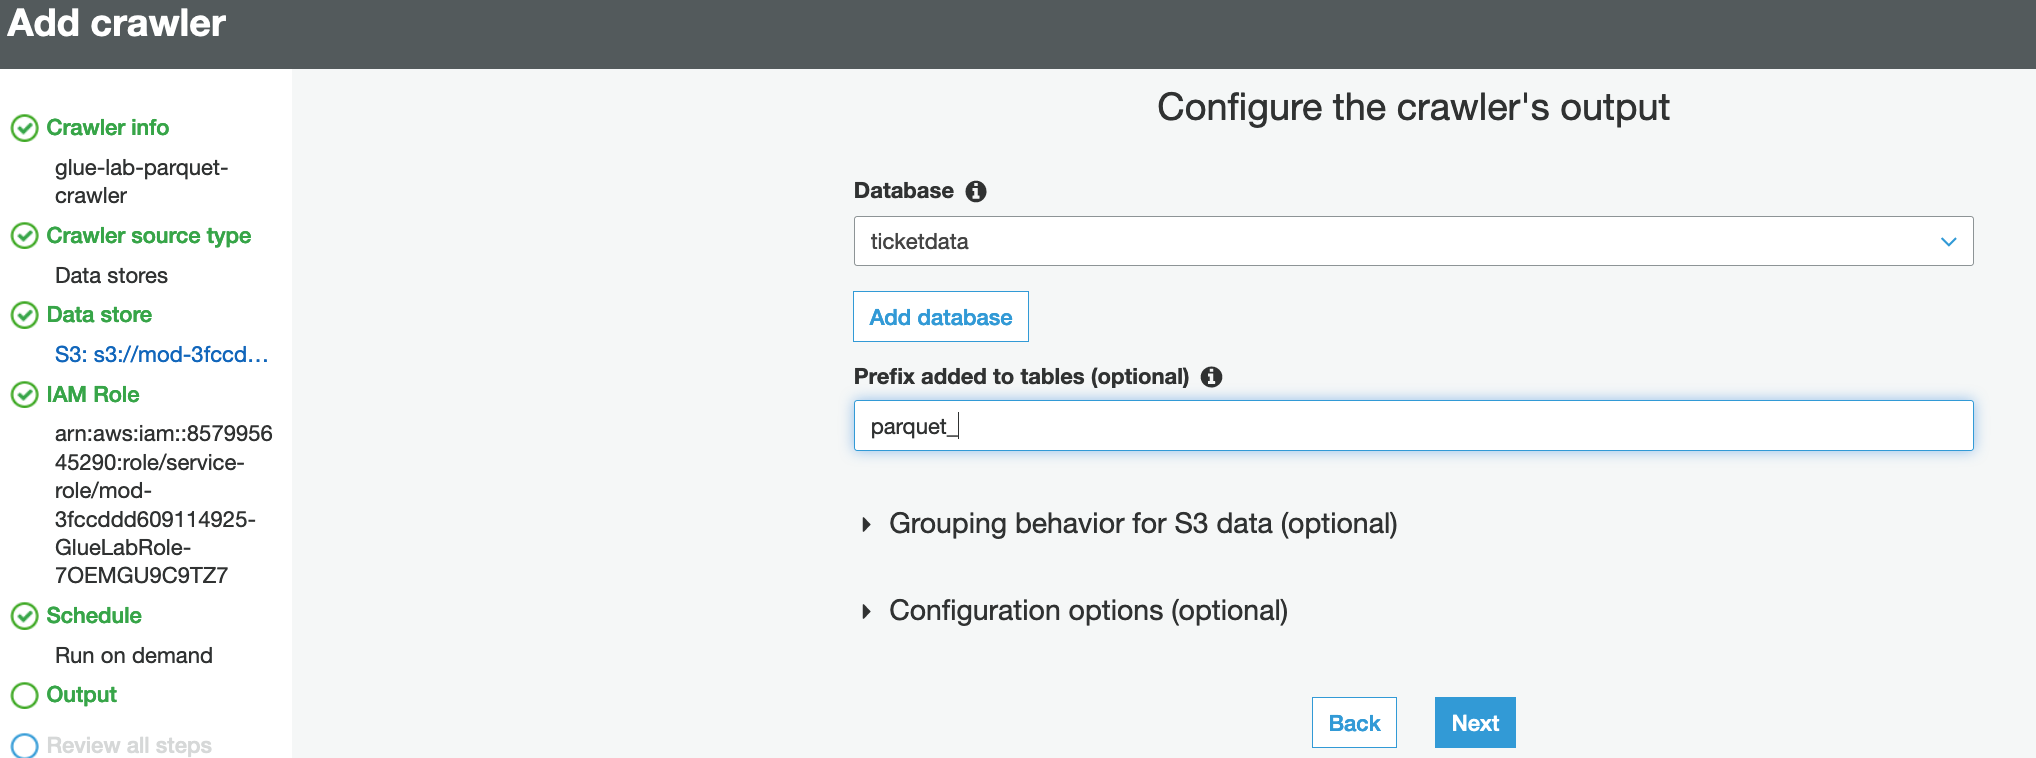 Add crawler
Crawler info
glue-lab-parquet-
crawler
Crawler source type
Data stores
Data store
S3: s3://mod-3fccd...
IAM Role
arn:aws:iam::8579956
45290:role/service-
role/mod-
3fccddd609114925-
GlueLabRole-
7OEMGU9C9TZ7
Schedule
Run on demand
Output
Review all steps
Configure the crawler's output
Database
ticketdata
Add database
Prefix added to tables (optional)
parquet_
Grouping behavior for S3 data (optional)
Configuration options (optional)
Back
Next